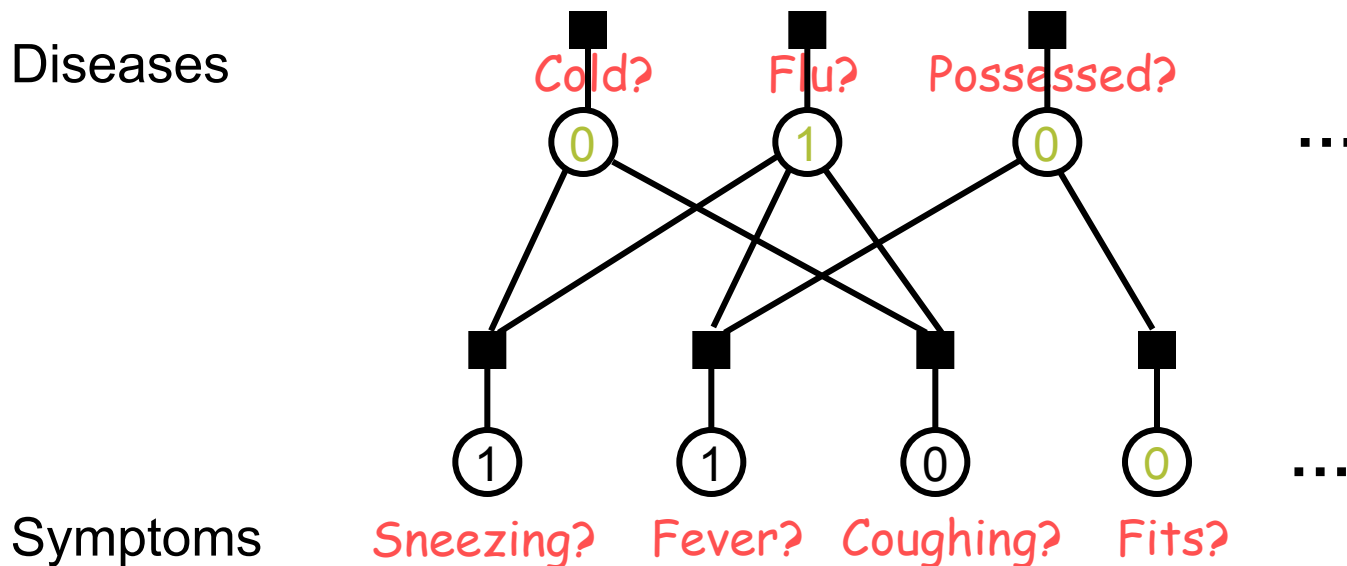 Diseases
Cold? Flu? Possessed?
0 1 0 ...
1 1 0 0 ...
Symptoms Sneezing? Fever? Coughing? Fits?